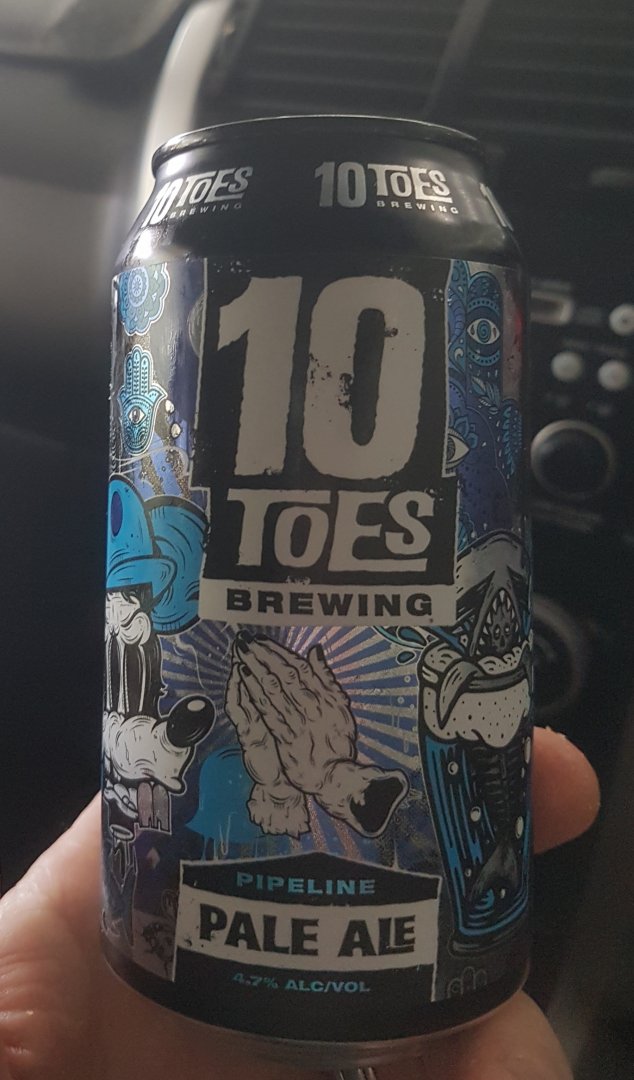 10 TOES
BREWING
10 TOES
BREWING
10
TOES
BREWING
PIPELINE
PALE ALE
4.7% ALC/VOL